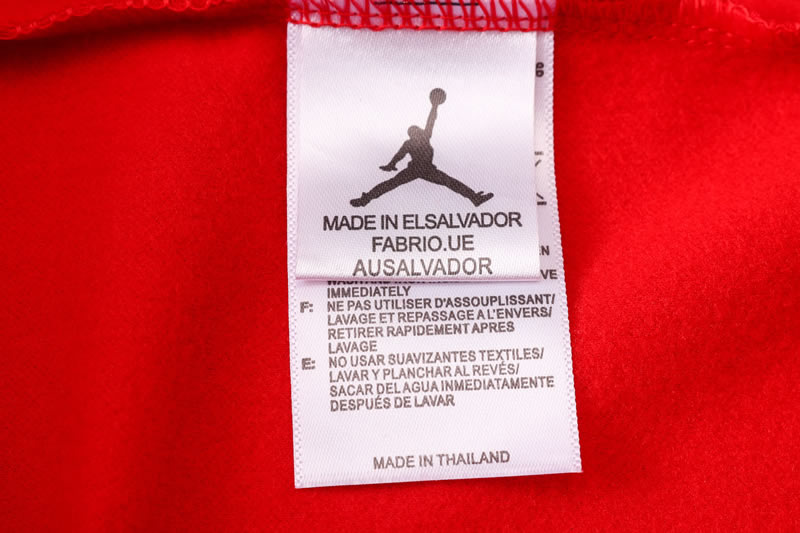 MADE IN ELSALVADOR
FABRIO.UE
AUSALVADOR
IMMEDIATELY
F: NE PAS UTILISER D'ASSOUPLISSANT/
LAVAGE ET REPASSAGE A L'ENVERS/
RETIRER RAPIDEMENT APRES
LAVAGE
E: NO USAR SUAVIZANTES TEXTILES/
LAVAR Y PLANCHAR AL REVÉS/
SACAR DEL AGUA INMEDIATAMENTE
DESPUÉS DE LAVAR
MADE IN THAILAND